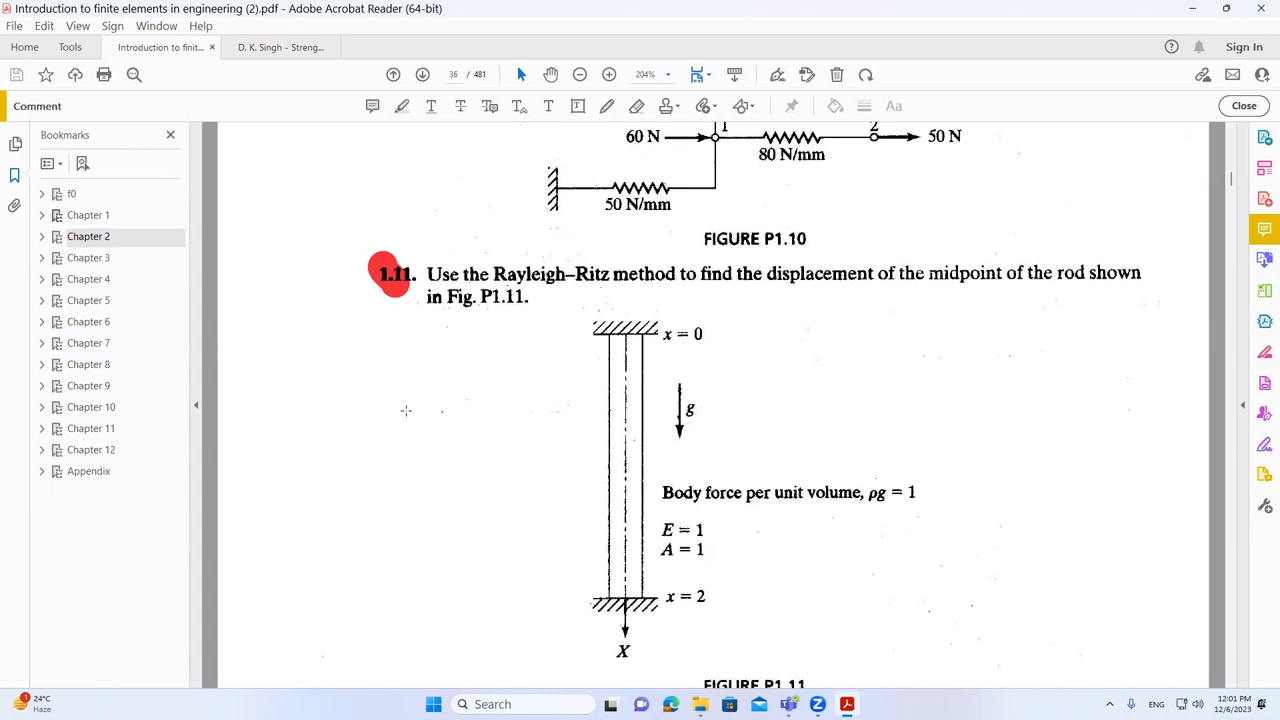 Introduction to finite elements in engineering (2).pdf - Adobe Acrobat Reader (64-bit)
File Edit View Sign Window Help
Home Tools Introduction to finit... × D. K. Singh - Streng... Sign In
36 / 481 204%
Comment Aa Close
Bookmarks
f0
Chapter 1
Chapter 2
Chapter 3
Chapter 4
Chapter 5
Chapter 6
Chapter 7
Chapter 8
Chapter 9
Chapter 10
Chapter 11
Chapter 12
Appendix
1 2
60 N 50 N
80 N/mm
50 N/mm
FIGURE P1.10
1.11. Use the Rayleigh–Ritz method to find the displacement of the midpoint of the rod shown
in Fig. P1.11.
x = 0
g
Body force per unit volume, ρg = 1
E = 1
A = 1
x = 2
X
FIGURE P1.11
1 24°C
Haze
Search
ENG
12:01 PM
12/6/2023